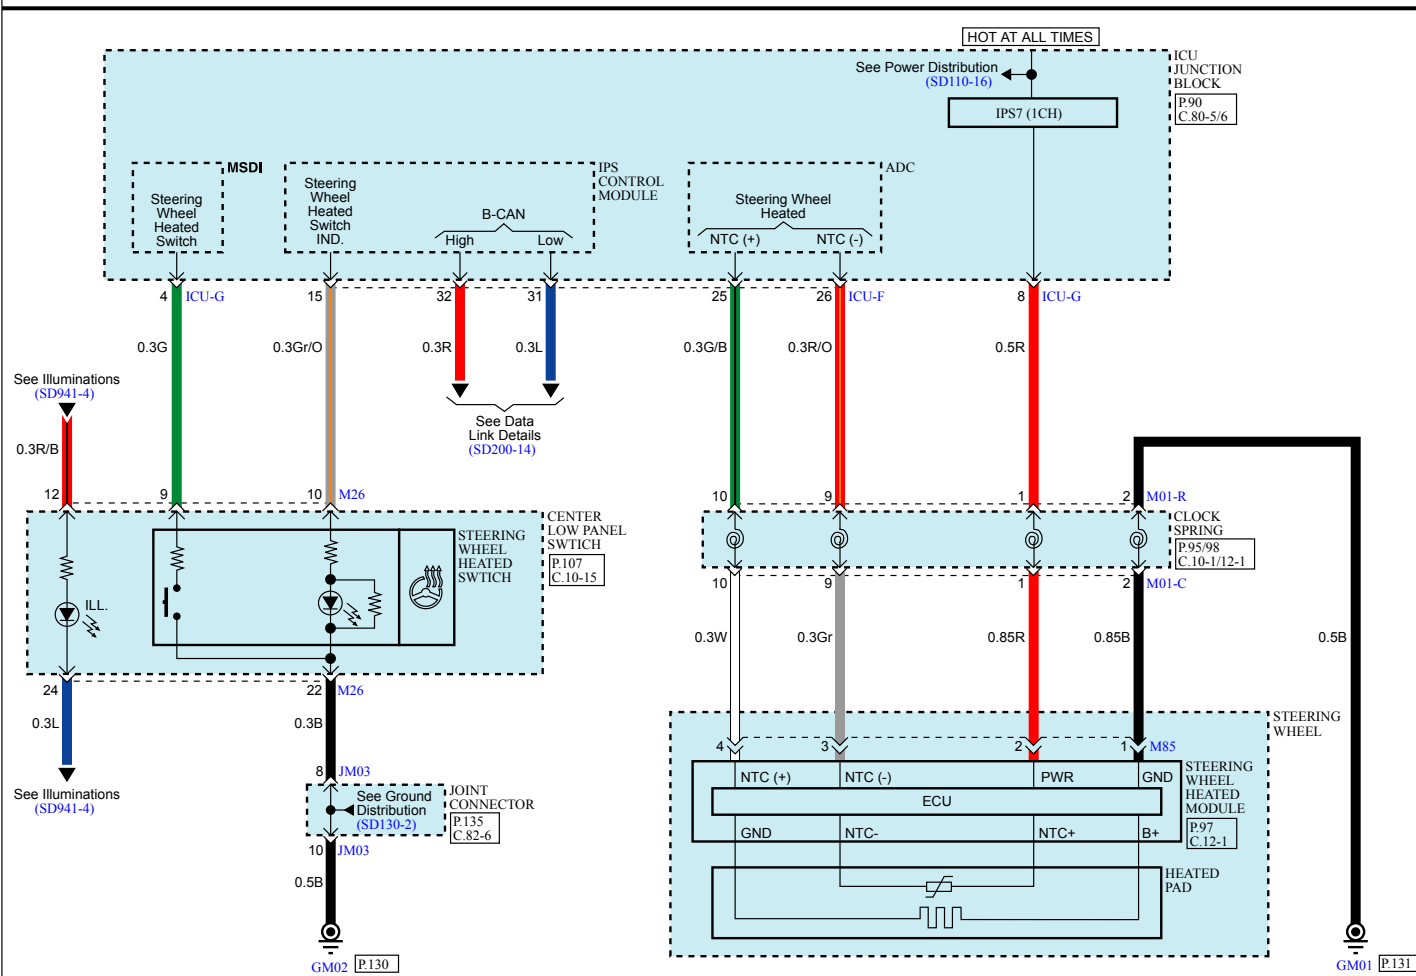 HOT AT ALL TIMES
See Power Distribution
(SD110-16)
ICU
JUNCTION
BLOCK
P.90
C.80-5/6
IPS7 (1CH)
MSDI
Steering
Wheel
Heated
Switch
Steering
Wheel
Heated
Switch
IND.
B-CAN
High
Low
IPS
CONTROL
MODULE
Steering Wheel
Heated
NTC (+)
NTC (-)
ADC
4
ICU-G
15
32
31
25
26
ICU-F
8
ICU-G
0.3G
0.3Gr/O
0.3R
0.3L
0.3G/B
0.3R/O
0.5R
See Illuminations
(SD941-4)
See Data
Link Details
(SD200-14)
0.3R/B
12
9
10
M26
10
9
1
2
M01-R
CENTER
LOW PANEL
SWTICH
P.107
C.10-15
STEERING
WHEEL
HEATED
SWTICH
ILL.
CLOCK
SPRING
P.95/98
C.10-1/12-1
10
9
1
2
M01-C
0.3W
0.3Gr
0.85R
0.85B
0.5B
24
22
M26
0.3L
0.3B
See Illuminations
(SD941-4)
8
JM03
See Ground
Distribution
(SD130-2)
JOINT
CONNECTOR
P.135
C.82-6
10
JM03
0.5B
GM02
P.130
STEERING
WHEEL
4
3
2
1
M85
NTC (+)
NTC (-)
PWR
GND
ECU
GND
NTC-
NTC+
B+
STEERING
WHEEL
HEATED
MODULE
P.97
C.12-1
HEATED
PAD
GM01
P.131